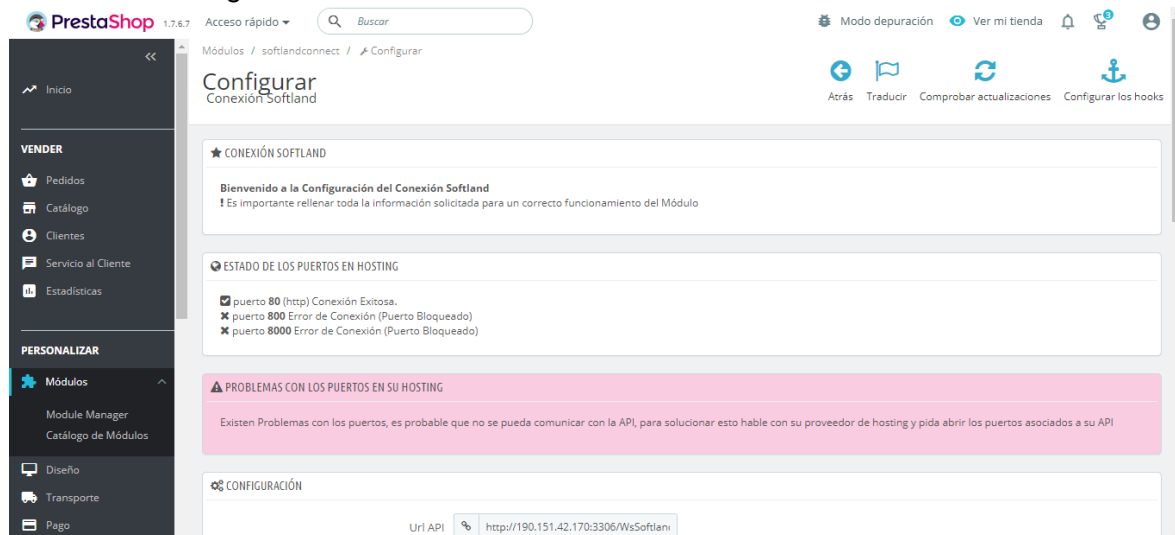 PrestaShop 1.7.6.7 Acceso rápido Buscar Modo depuración Ver mi tienda 3
Módulos / softlandconnect / Configurar
Configurar
Conexión Softland
Atrás Traducir Comprobar actualizaciones Configurar los hooks
Inicio
VENDER
Pedidos
Catálogo
Clientes
Servicio al Cliente
Estadísticas
PERSONALIZAR
Módulos
Module Manager
Catálogo de Módulos
Diseño
Transporte
Pago
CONEXIÓN SOFTLAND
Bienvenido a la Configuración del Conexión Softland
! Es importante rellenar toda la información solicitada para un correcto funcionamiento del Módulo
ESTADO DE LOS PUERTOS EN HOSTING
puerto 80 (http) Conexión Exitosa.
puerto 800 Error de Conexión (Puerto Bloqueado)
puerto 8000 Error de Conexión (Puerto Bloqueado)
PROBLEMAS CON LOS PUERTOS EN SU HOSTING
Existen Problemas con los puertos, es probable que no se pueda comunicar con la API, para solucionar esto hable con su proveedor de hosting y pida abrir los puertos asociados a su API
CONFIGURACIÓN
Url API http://190.151.42.170:3306/WsSoftlan